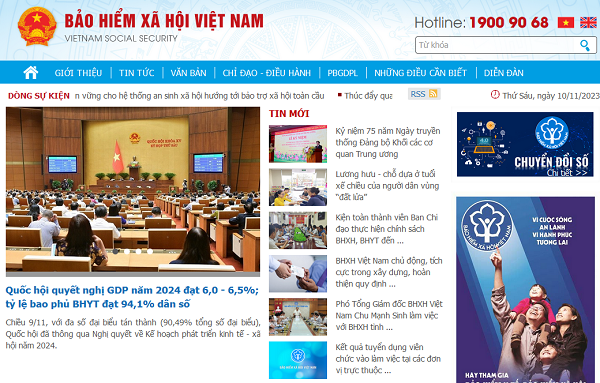 BẢO HIỂM XÃ HỘI VIỆT NAM
VIETNAM SOCIAL SECURITY
Hotline: 1900 90 68
Từ khóa
GIỚI THIỆU
TIN TỨC
VĂN BẢN
CHỈ ĐẠO - ĐIỀU HÀNH
PBGDPL
NHỮNG ĐIỀU CẦN BIẾT
DIỄN ĐÀN
DÒNG SỰ KIỆN
n vững cho hệ thống an sinh xã hội hướng tới bảo trợ xã hội toàn cầu
Thúc đẩy qua
RSS
Thứ Sáu, ngày 10/11/2023
Quốc hội quyết nghị GDP năm 2024 đạt 6,0 - 6,5%;
tỷ lệ bao phủ BHYT đạt 94,1% dân số
Chiều 9/11, với đa số đại biểu tán thành (90,49% tổng số đại biểu),
Quốc hội đã thông qua Nghị quyết về Kế hoạch phát triển kinh tế - xã
hội năm 2024.
TIN MỚI
Kỷ niệm 75 năm Ngày truyền
thống Đảng bộ Khối các cơ
quan Trung ương
Lương hưu - chỗ dựa ở tuổi
xế chiều của người dân vùng
"đất lửa"
Kiện toàn thành viên Ban Chỉ
đạo thực hiện chính sách
BHXH, BHYT đến ...
BHXH Việt Nam chủ động, tích
cực trong xây dựng, hoàn
thiện quy định ...
Phó Tổng Giám đốc BHXH Việt
Nam Chu Mạnh Sinh làm việc
với BHXH tỉnh ...
Kết quả tuyển dụng viên
chức vào làm việc tại các đơn
vị trực thuộc ...
CHUYỂN ĐỔI SỐ
Chi tiết >>
BẢO HIỂM XÃ HỘI VIỆT NAM
VÌ CUỘC SỐNG
AN LÀNH
VÌ HẠNH PHÚC
TƯƠNG LAI
HÃY THAM GIA